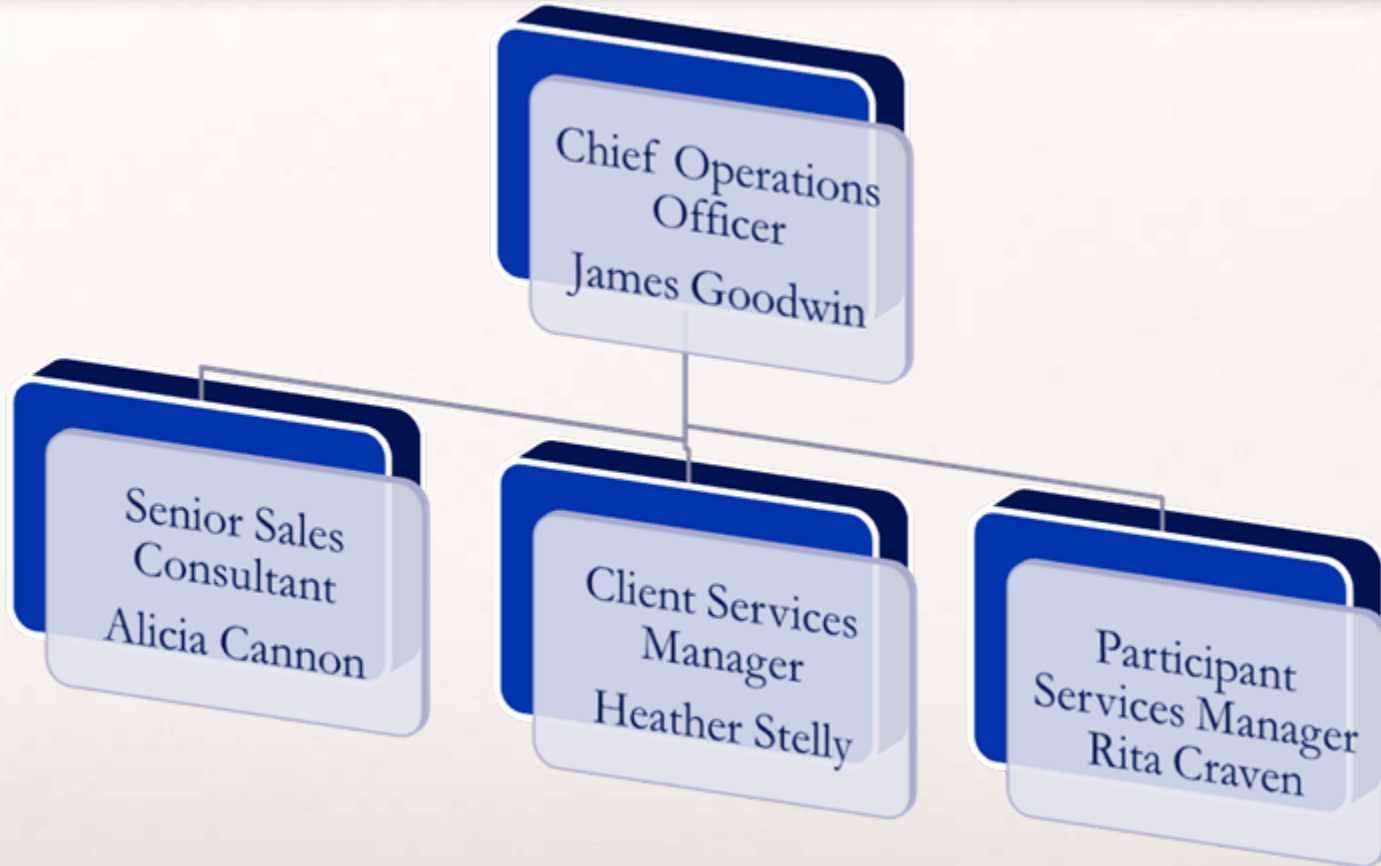 Chief Operations
Officer
James Goodwin
Senior Sales
Consultant
Alicia Cannon
Client Services
Manager
Heather Stelly
Participant
Services Manager
Rita Craven